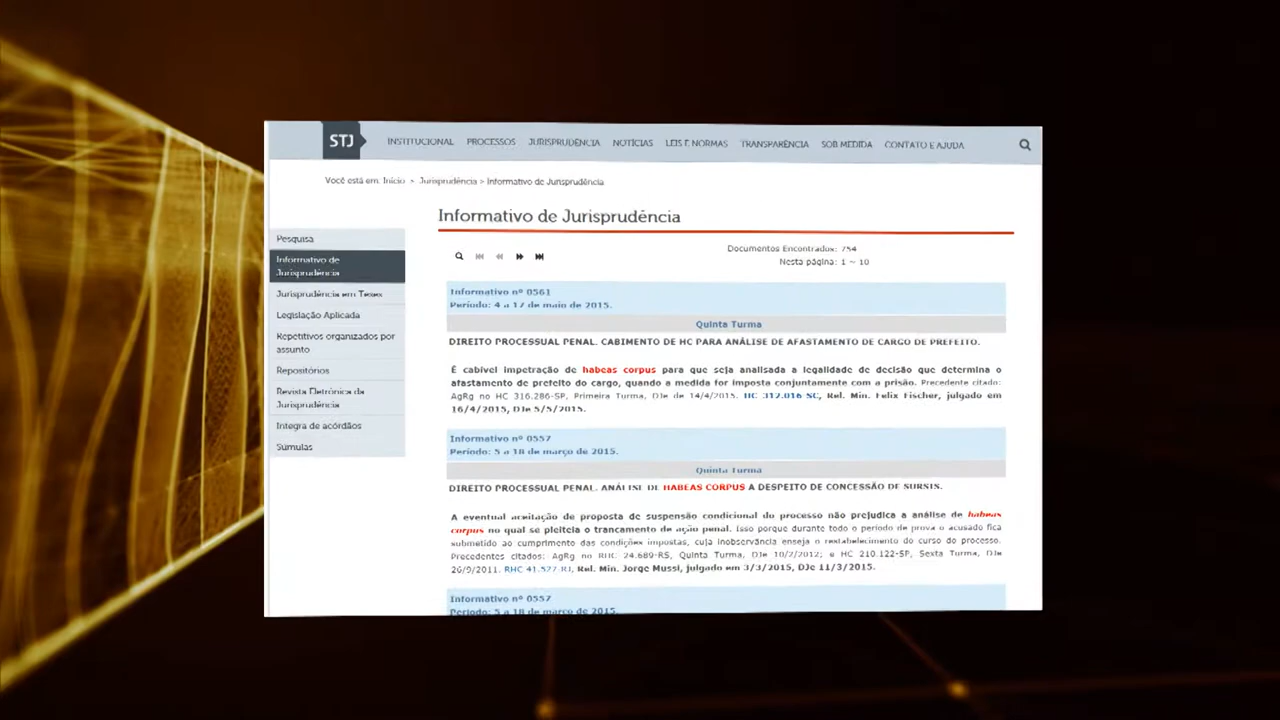 STJ INSTITUCIONAL PROCESSOS JURISPRUDÊNCIA NOTÍCIAS LEIS E NORMAS TRANSPARÊNCIA SOB MEDIDA CONTATO E AJUDA
Você está em: Início > Jurisprudência > Informativo de Jurisprudência
Informativo de Jurisprudência
Pesquisa
Informativo de
Jurisprudência
Jurisprudência em Teses
Legislação Aplicada
Repetitivos organizados por
assunto
Repositórios
Revista Eletrônica da
Jurisprudência
Íntegra de acórdãos
Súmulas
Documentos Encontrados: 754
Nesta página: 1 ~ 10
Informativo nº 0561
Período: 4 a 17 de maio de 2015.
Quinta Turma
DIREITO PROCESSUAL PENAL. CABIMENTO DE HC PARA ANÁLISE DE AFASTAMENTO DE CARGO DE PREFEITO.
É cabível impetração de habeas corpus para que seja analisada a legalidade de decisão que determina o
afastamento de prefeito do cargo, quando a medida for imposta conjuntamente com a prisão. Precedente citado:
AgRg no HC 316.286-SP, Primeira Turma, DJe de 14/4/2015. HC 312.016-SC, Rel. Min. Felix Fischer, julgado em
16/4/2015, DJe 5/5/2015.
Informativo nº 0557
Período: 5 a 18 de março de 2015.
Quinta Turma
DIREITO PROCESSUAL PENAL. ANÁLISE DE HABEAS CORPUS A DESPEITO DE CONCESSÃO DE SURSIS.
A eventual aceitação de proposta de suspensão condicional do processo não prejudica a análise de habeas
corpus no qual se pleiteia o trancamento de ação penal. Isso porque durante todo o período de prova o acusado fica
submetido ao cumprimento das condições impostas, cuja inobservância enseja o restabelecimento do curso do processo.
Precedentes citados: AgRg no RHC 24.689-RS, Quinta Turma, DJe 10/2/2012; e HC 210.122-SP, Sexta Turma, DJe
26/9/2011. RHC 41.527-RJ, Rel. Min. Jorge Mussi, julgado em 3/3/2015, DJe 11/3/2015.
Informativo nº 0557
Período: 5 a 18 de março de 2015.